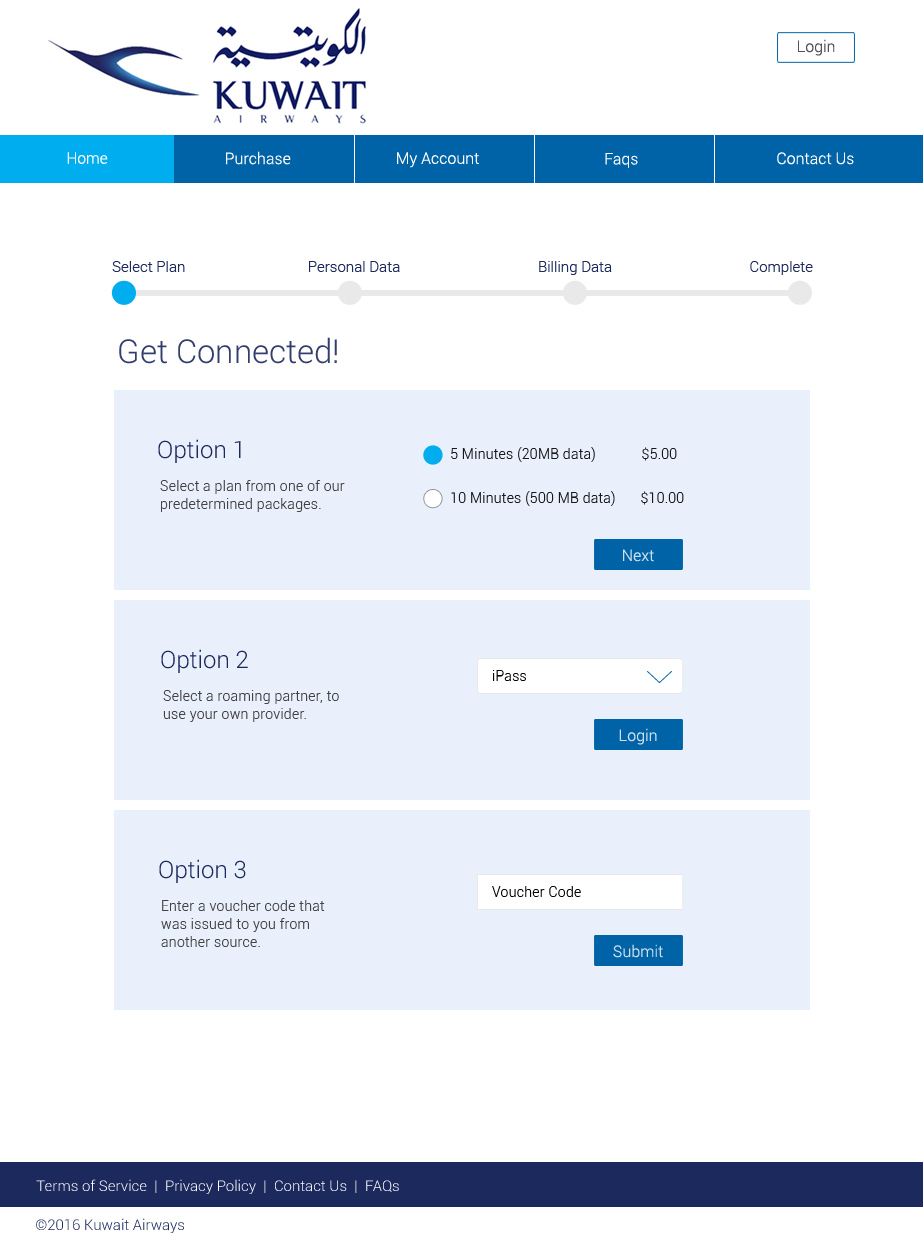 الكويتية
KUWAIT
AIRWAYS
Login
Home Purchase My Account Faqs Contact Us
Select Plan Personal Data Billing Data Complete
Get Connected!
Option 1
Select a plan from one of our
predetermined packages.
5 Minutes (20MB data) $5.00
10 Minutes (500 MB data) $10.00
Next
Option 2
Select a roaming partner, to
use your own provider.
iPass
Login
Option 3
Enter a voucher code that
was issued to you from
another source.
Voucher Code
Submit
Terms of Service | Privacy Policy | Contact Us | FAQs
©2016 Kuwait Airways